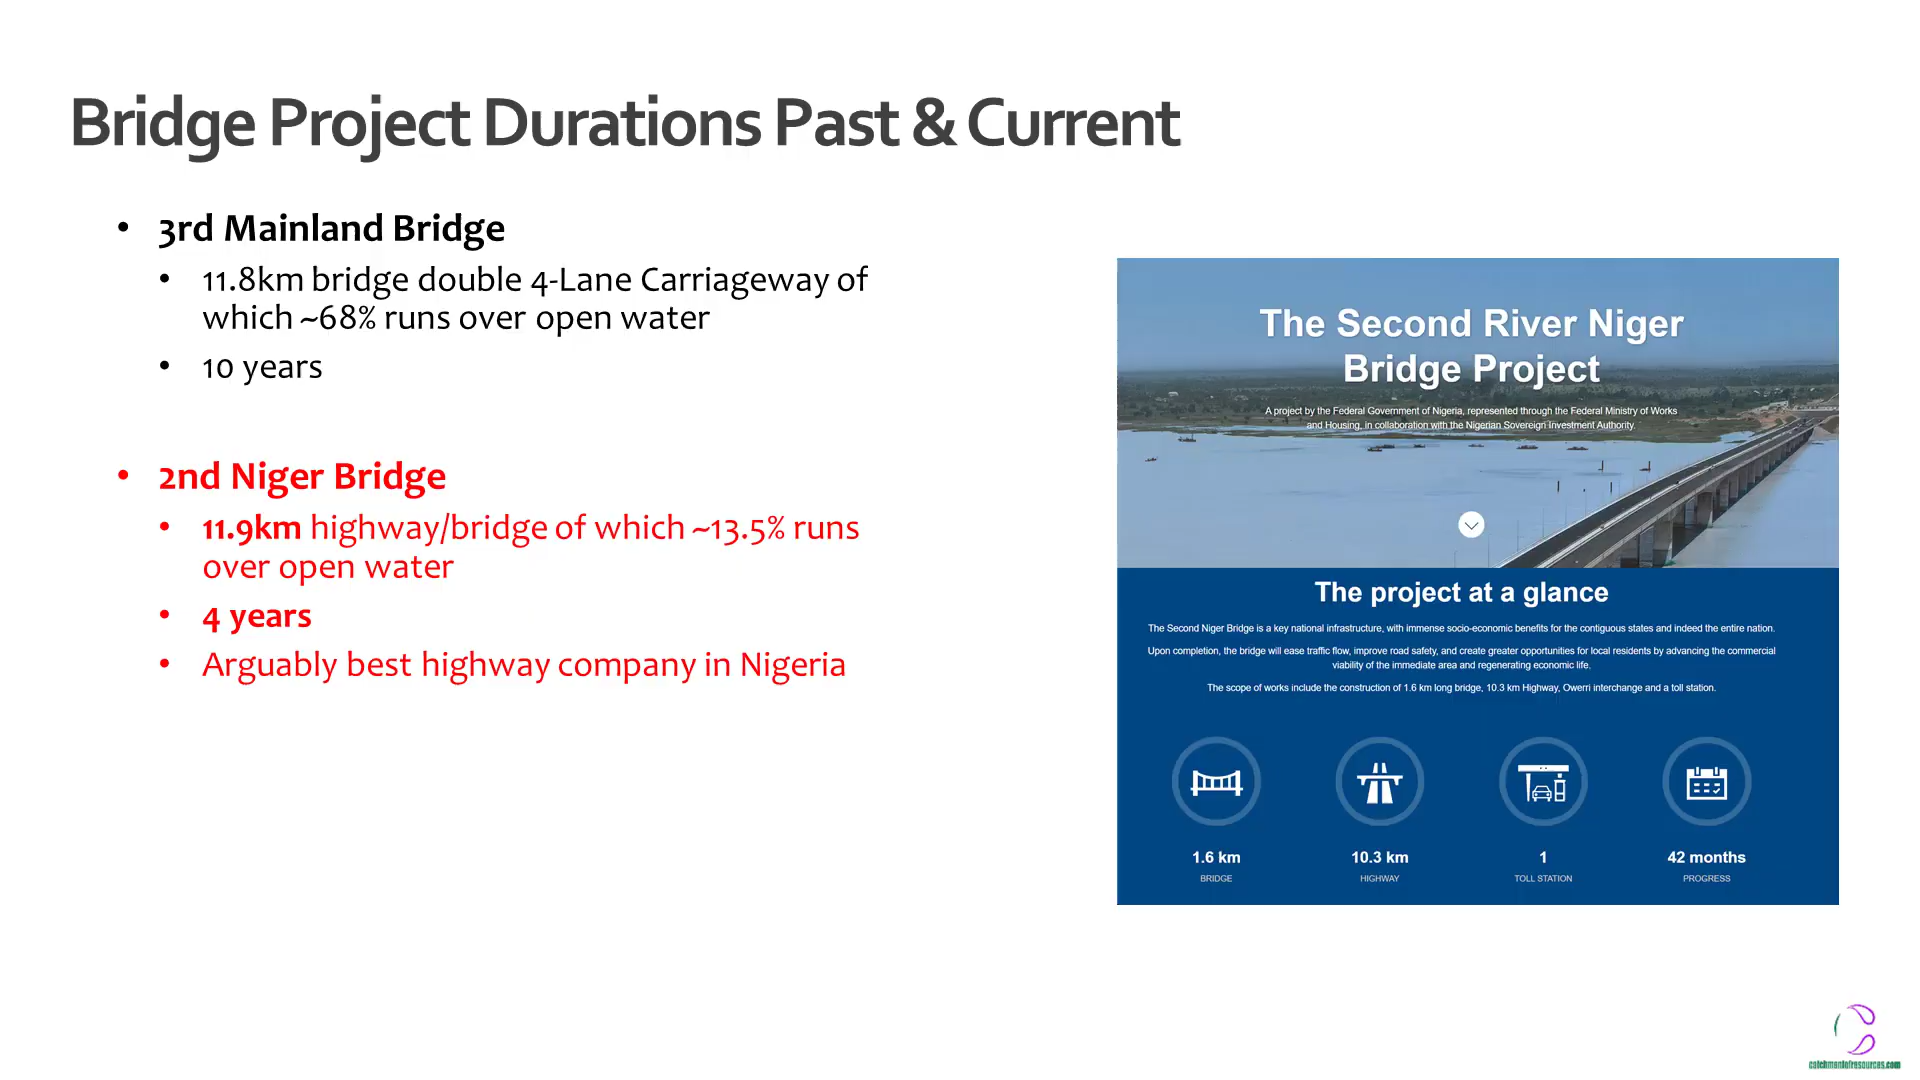 Bridge Project Durations Past & Current
• 3rd Mainland Bridge
• 11.8km bridge double 4-Lane Carriageway of
which ~68% runs over open water
• 10 years
• 2nd Niger Bridge
• 11.9km highway/bridge of which ~13.5% runs
over open water
• 4 years
• Arguably best highway company in Nigeria
The Second River Niger
Bridge Project
A project by the Federal Government of Nigeria, represented through the Federal Ministry of Works
and Housing, in collaboration with the Nigerian Sovereign Investment Authority.
The project at a glance
The Second Niger Bridge is a key national infrastructure, with immense socio-economic benefits for the contiguous states and indeed the entire nation.
Upon completion, the bridge will ease traffic flow, improve road safety, and create greater opportunities for local residents by advancing the commercial
viability of the immediate area and regenerating economic life.
The scope of works include the construction of 1.6 km long bridge, 10.3 km Highway, Owerri interchange and a toll station.
1.6 km
BRIDGE
10.3 km
HIGHWAY
1
TOLL STATION
42 months
PROGRESS
catchmentofresources.com